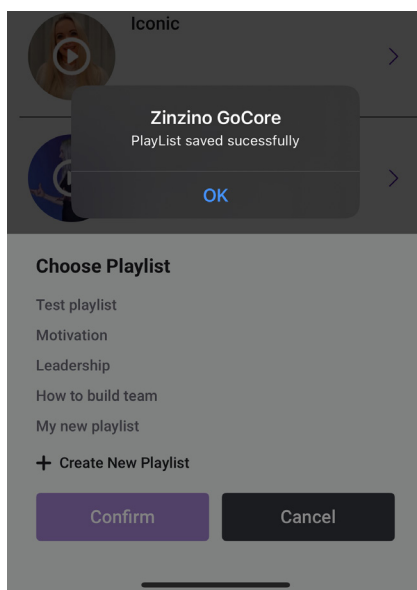 Iconic
Zinzino GoCore
PlayList saved sucessfully
OK
Choose Playlist
Test playlist
Motivation
Leadership
How to build team
My new playlist
+ Create New Playlist
Confirm
Cancel